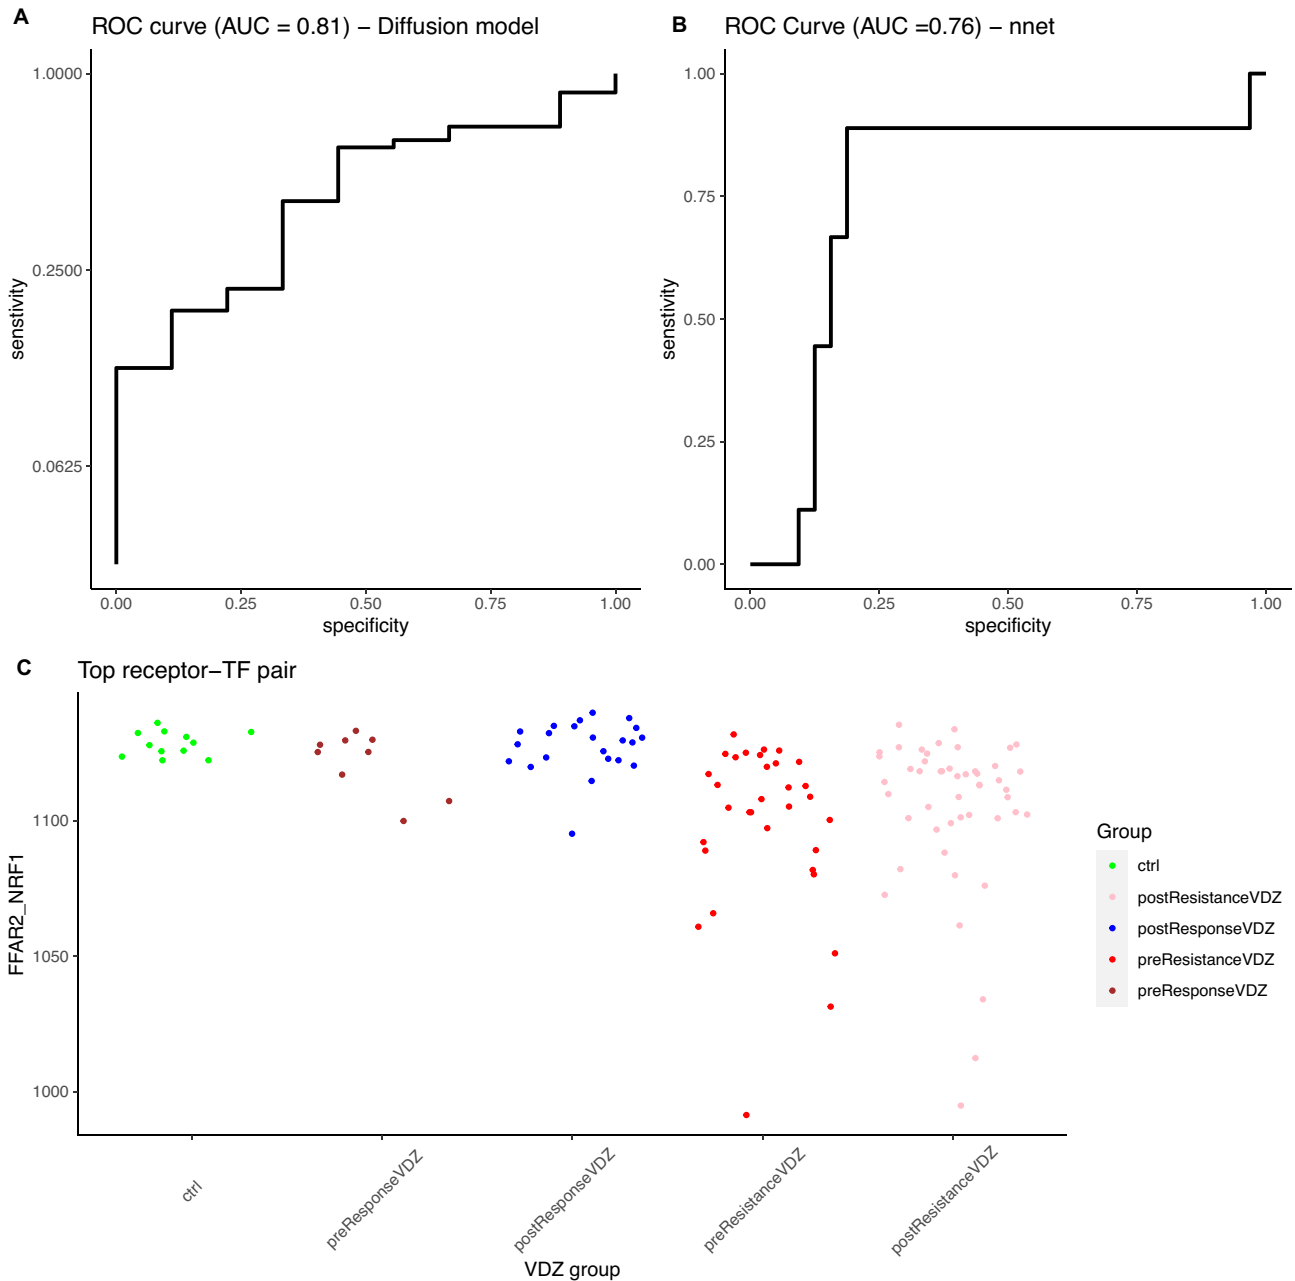 A
ROC curve (AUC = 0.81) − Diffusion model
1.0000
0.2500
0.0625
senstivity
0.00
0.25
0.50
0.75
1.00
specificity
B
ROC Curve (AUC =0.76) − nnet
1.00
0.75
0.50
0.25
0.00
senstivity
0.00
0.25
0.50
0.75
1.00
specificity
C
Top receptor−TF pair
1100
1050
1000
FFAR2_NRF1
ctrl
preResponseVDZ
postResponseVDZ
preResistanceVDZ
postResistanceVDZ
VDZ group
Group
ctrl
postResistanceVDZ
postResponseVDZ
preResistanceVDZ
preResponseVDZ